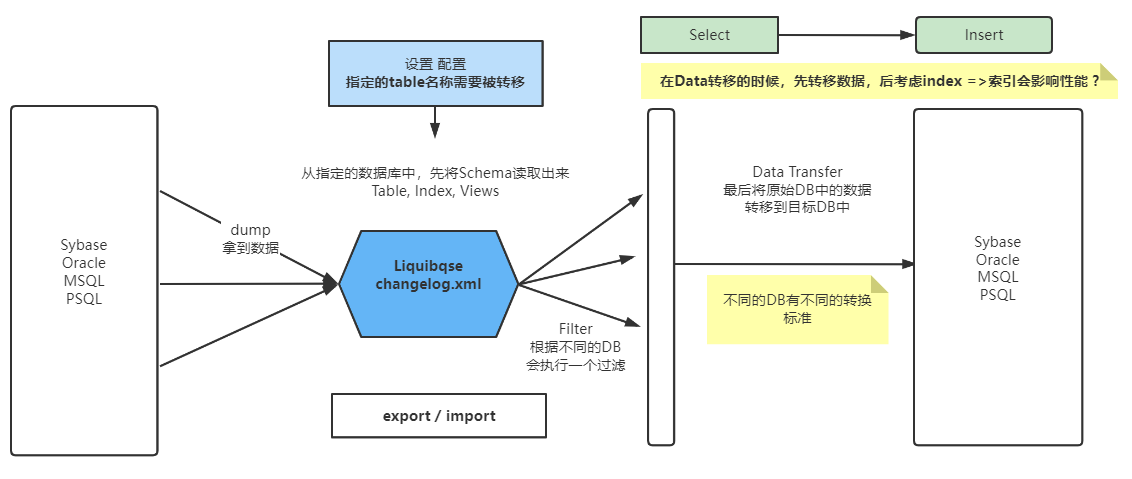 Select
Insert
设置 配置
指定的table名称需要被转移
在Data转移的时候，先转移数据，后考虑index =>索引会影响性能 ?
从指定的数据库中，先将Schema读取出来
Table, Index, Views
Data Transfer
最后将原始DB中的数据
转移到目标DB中
dump
拿到数据
Sybase
Oracle
MSQL
PSQL
Liquibqse
changelog.xml
Sybase
Oracle
MSQL
PSQL
不同的DB有不同的转换
标准
Filter
根据不同的DB
会执行一个过滤
export / import